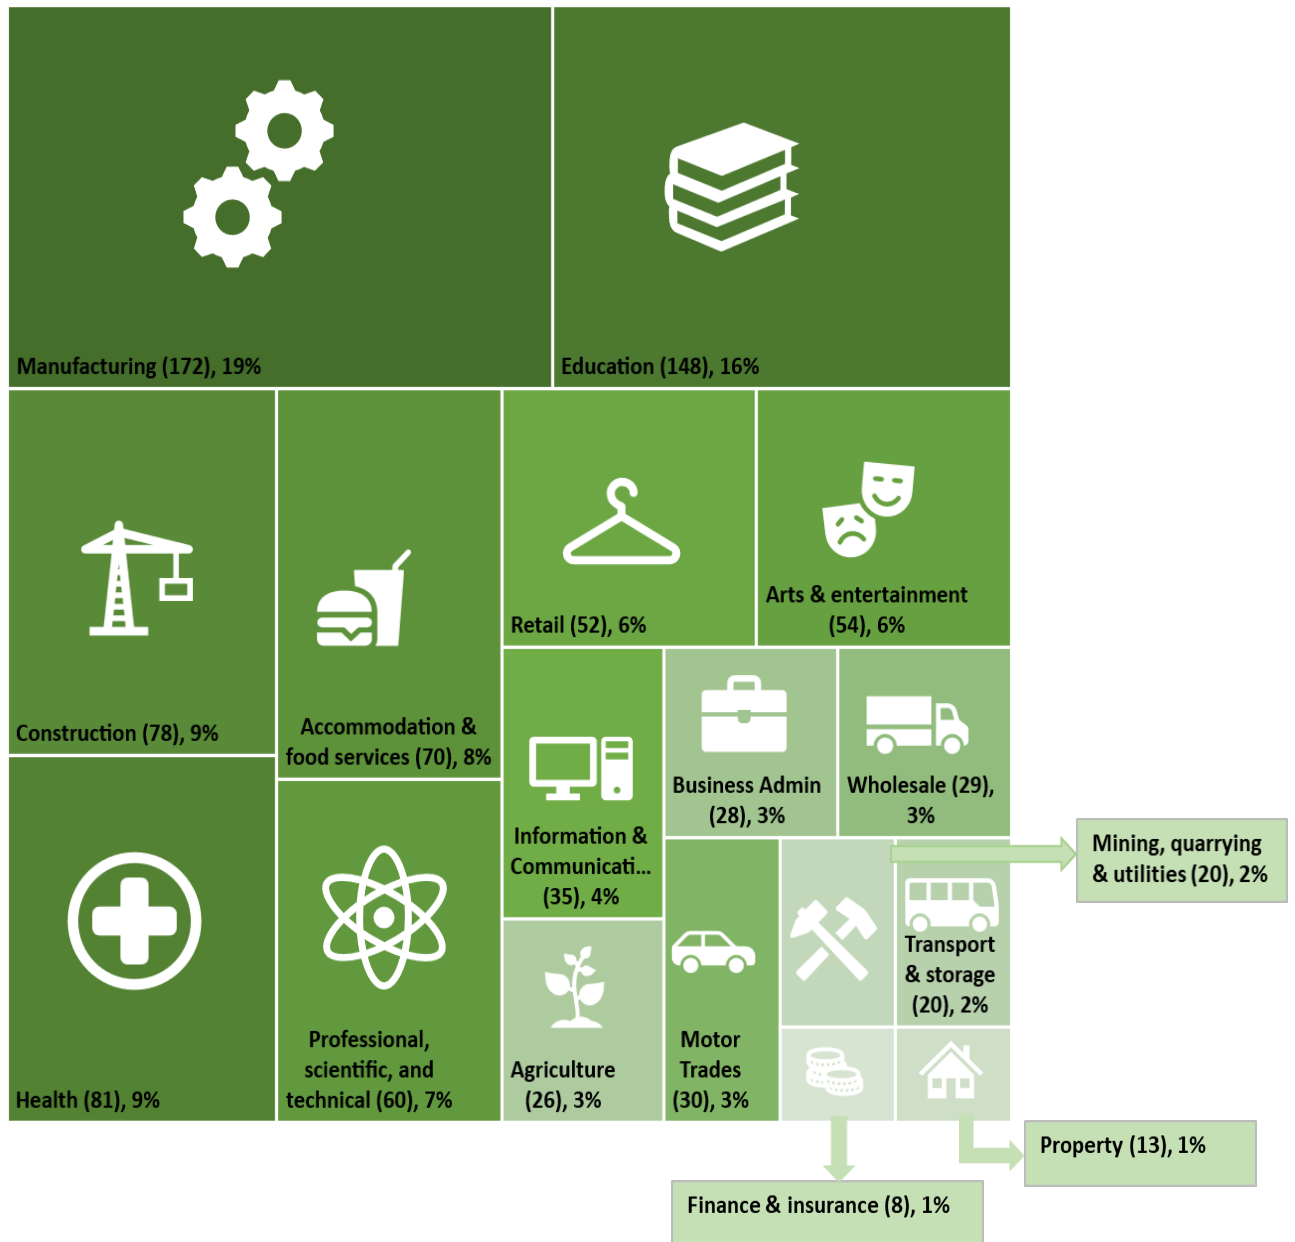 Manufacturing (172), 19%
Education (148), 16%
Construction (78), 9%
Accommodation &
food services (70), 8%
Retail (52), 6%
Arts & entertainment
(54), 6%
Health (81), 9%
Professional,
scientific, and
technical (60), 7%
Information &
Communicati...
(35), 4%
Business Admin
(28), 3%
Wholesale (29),
3%
Agriculture
(26), 3%
Motor
Trades
(30), 3%
Mining, quarrying
& utilities (20), 2%
Transport
& storage
(20), 2%
Property (13), 1%
Finance & insurance (8), 1%